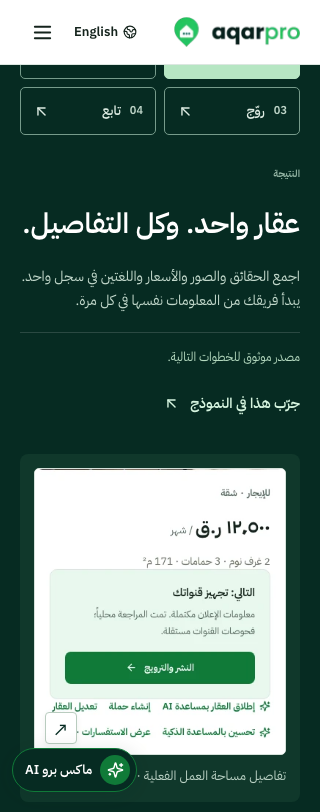 aqarpro
English
03 روّج
04 تابع
النتيجة
عقار واحد. وكل التفاصيل.
اجمع الحقائق والصور والأسعار واللغتين في سجل واحد.
يبدأ فريقك من المعلومات نفسها في كل مرة.
مصدر موثوق للخطوات التالية.
جرّب هذا في النموذج
للإيجار · شقة
١٢,٥٠٠ ر.ق / شهر
2 غرف نوم · 3 حمامات · 171 م²
التالي: تجهيز قنواتك
معلومات الإعلان مكتملة. تمت المراجعة محلياً؛
فحوصات القنوات مستقلة.
النشر والترويج
إطلاق العقار بمساعدة AI إنشاء حملة تعديل العقار
تحسين بالمساعدة الذكية عرض الاستفسارات
ماكس برو AI
تفاصيل مساحة العمل الفعلية ·